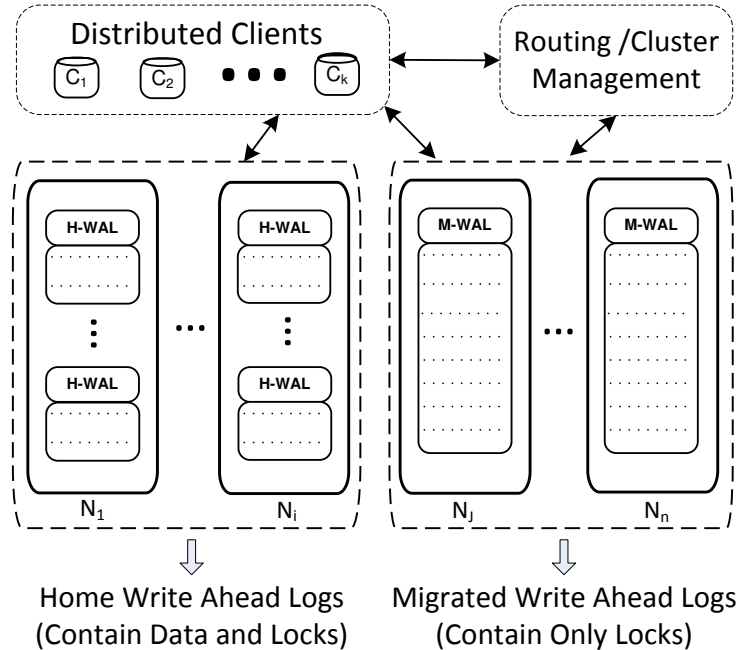 Distributed Clients
C1 C2 Ck
Routing /Cluster
Management
H-WAL H-WAL M-WAL M-WAL
H-WAL H-WAL
N1 Ni NJ Nn
Home Write Ahead Logs
(Contain Data and Locks)
Migrated Write Ahead Logs
(Contain Only Locks)